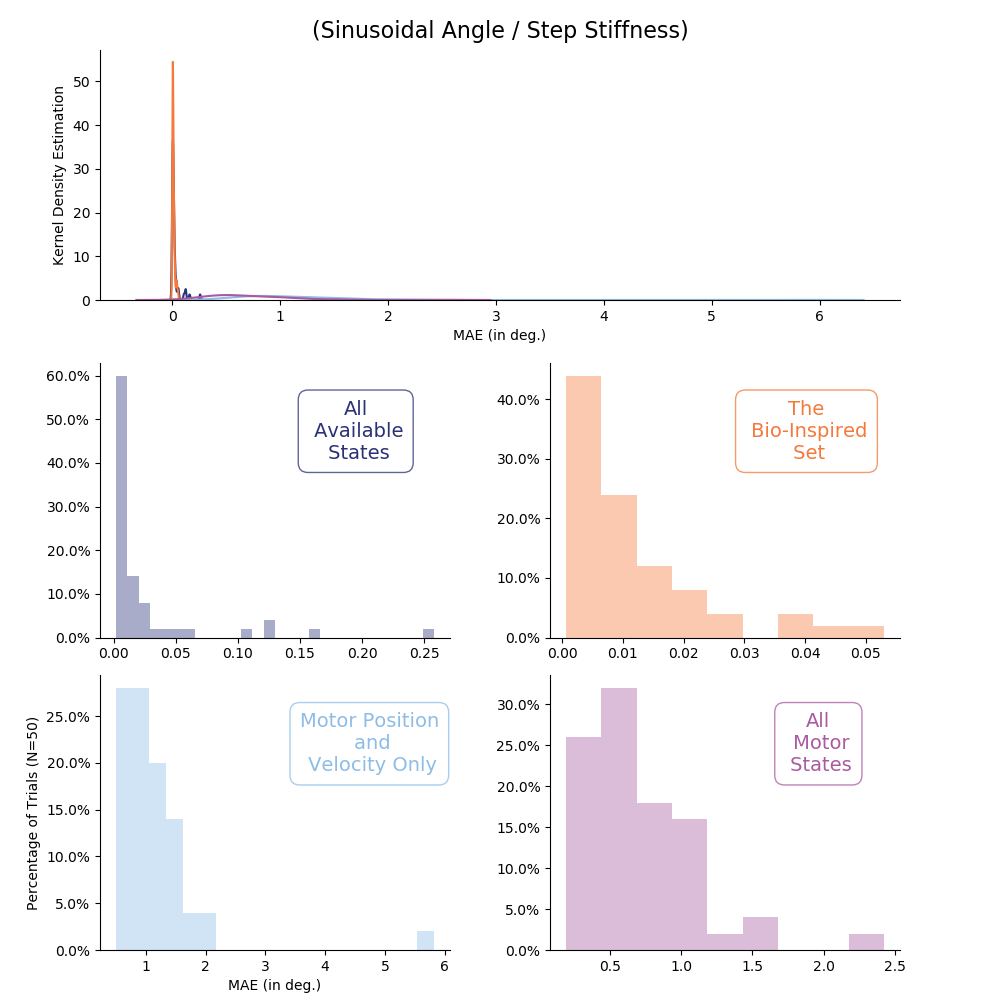 (Sinusoidal Angle / Step Stiffness)
Kernel Density Estimation
50
40
30
20
10
0
0 1 2 3 4 5 6
MAE (in deg.)
60.0%
50.0%
40.0%
30.0%
20.0%
10.0%
0.0%
0.00 0.05 0.10 0.15 0.20 0.25
All
Available
States
40.0%
30.0%
20.0%
10.0%
0.0%
0.00 0.01 0.02 0.03 0.04 0.05
The
Bio-Inspired
Set
Percentage of Trials (N=50)
25.0%
20.0%
15.0%
10.0%
5.0%
0.0%
1 2 3 4 5 6
MAE (in deg.)
Motor Position
and
Velocity Only
30.0%
25.0%
20.0%
15.0%
10.0%
5.0%
0.0%
0.5 1.0 1.5 2.0 2.5
All
Motor
States